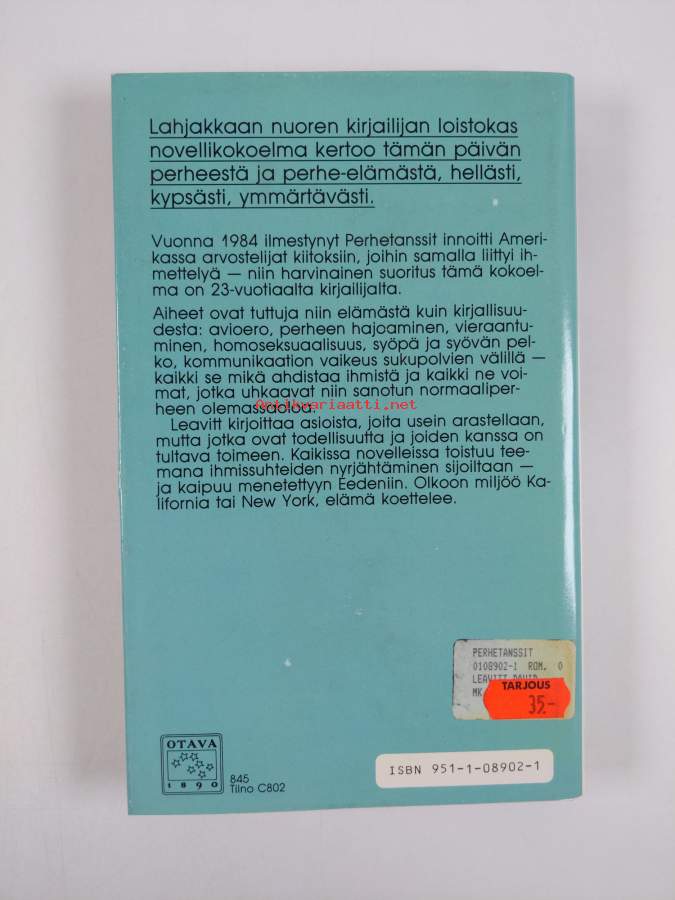 Lahjakkaan nuoren kirjailijan loistokas
novellikokoelma kertoo tämän päivän
perheestä ja perhe-elämästä, hellästi,
kypsästi, ymmärtävästi.
Vuonna 1984 ilmestynyt Perhetanssit innoitti Ameri-
kassa arvostelijat kiitoksiin, joihin samalla liittyi ih-
mettelyä — niin harvinainen suoritus tämä kokoel-
ma on 23-vuotiaalta kirjailijalta.
Aiheet ovat tuttuja niin elämästä kuin kirjallisuu-
desta: avioero, perheen hajoaminen, vieraantu-
minen, homoseksuaalisuus, syöpä ja syövän pel-
ko, kommunikaation vaikeus sukupolvien välillä —
kaikki se mikä ahdistaa ihmistä ja kaikki ne voi-
mat, jotka uhkaavat niin sanotun normaaliper-
Antikvariaatti.net
heen olemassaoloa.
Leavitt kirjoittaa asioista, joita usein arastellaan,
mutta jotka ovat todellisuutta ja joiden kanssa on
tultava toimeen. Kaikissa novelleissa toistuu tee-
mana ihmissuhteiden nyrjähtäminen sijoiltaan —
ja kaipuu menetettyyn Eedeniin. Olkoon miljöö Ka-
lifornia tai New York, elämä koettelee.
PERHETANSSIT
0108902-1 ROM. 0
LEAVITT DAVID
MK
TARJOUS
35.-
OTAVA
1890
845
Tilno C802
ISBN 951-1-08902-1